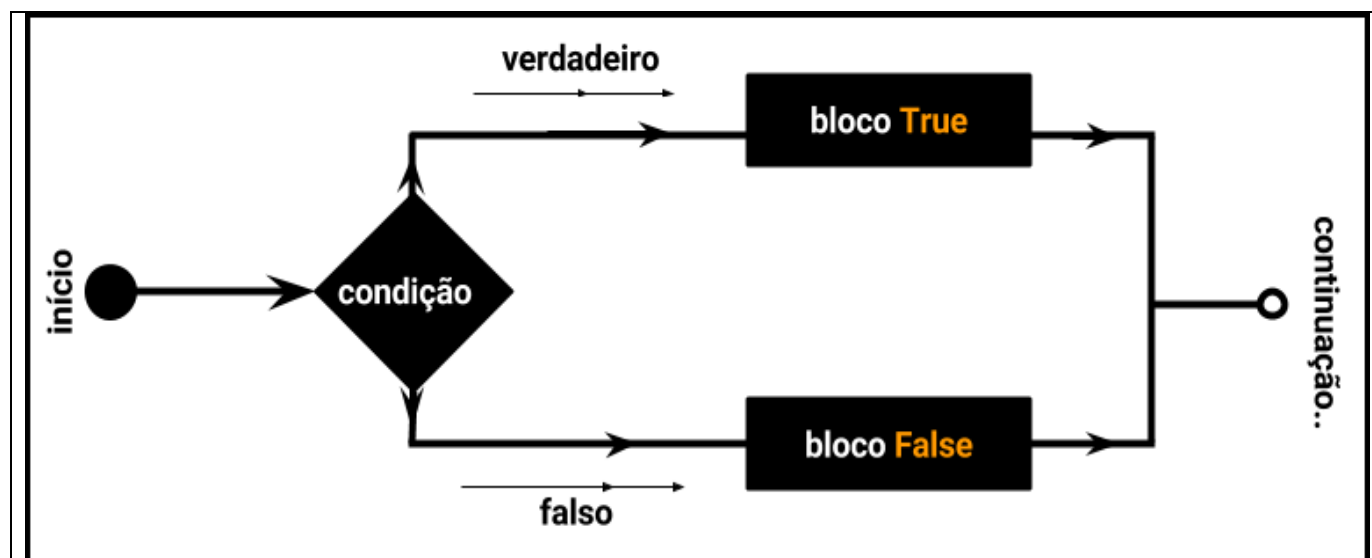 verdadeiro
bloco True
início
condição
continuação..
bloco False
falso